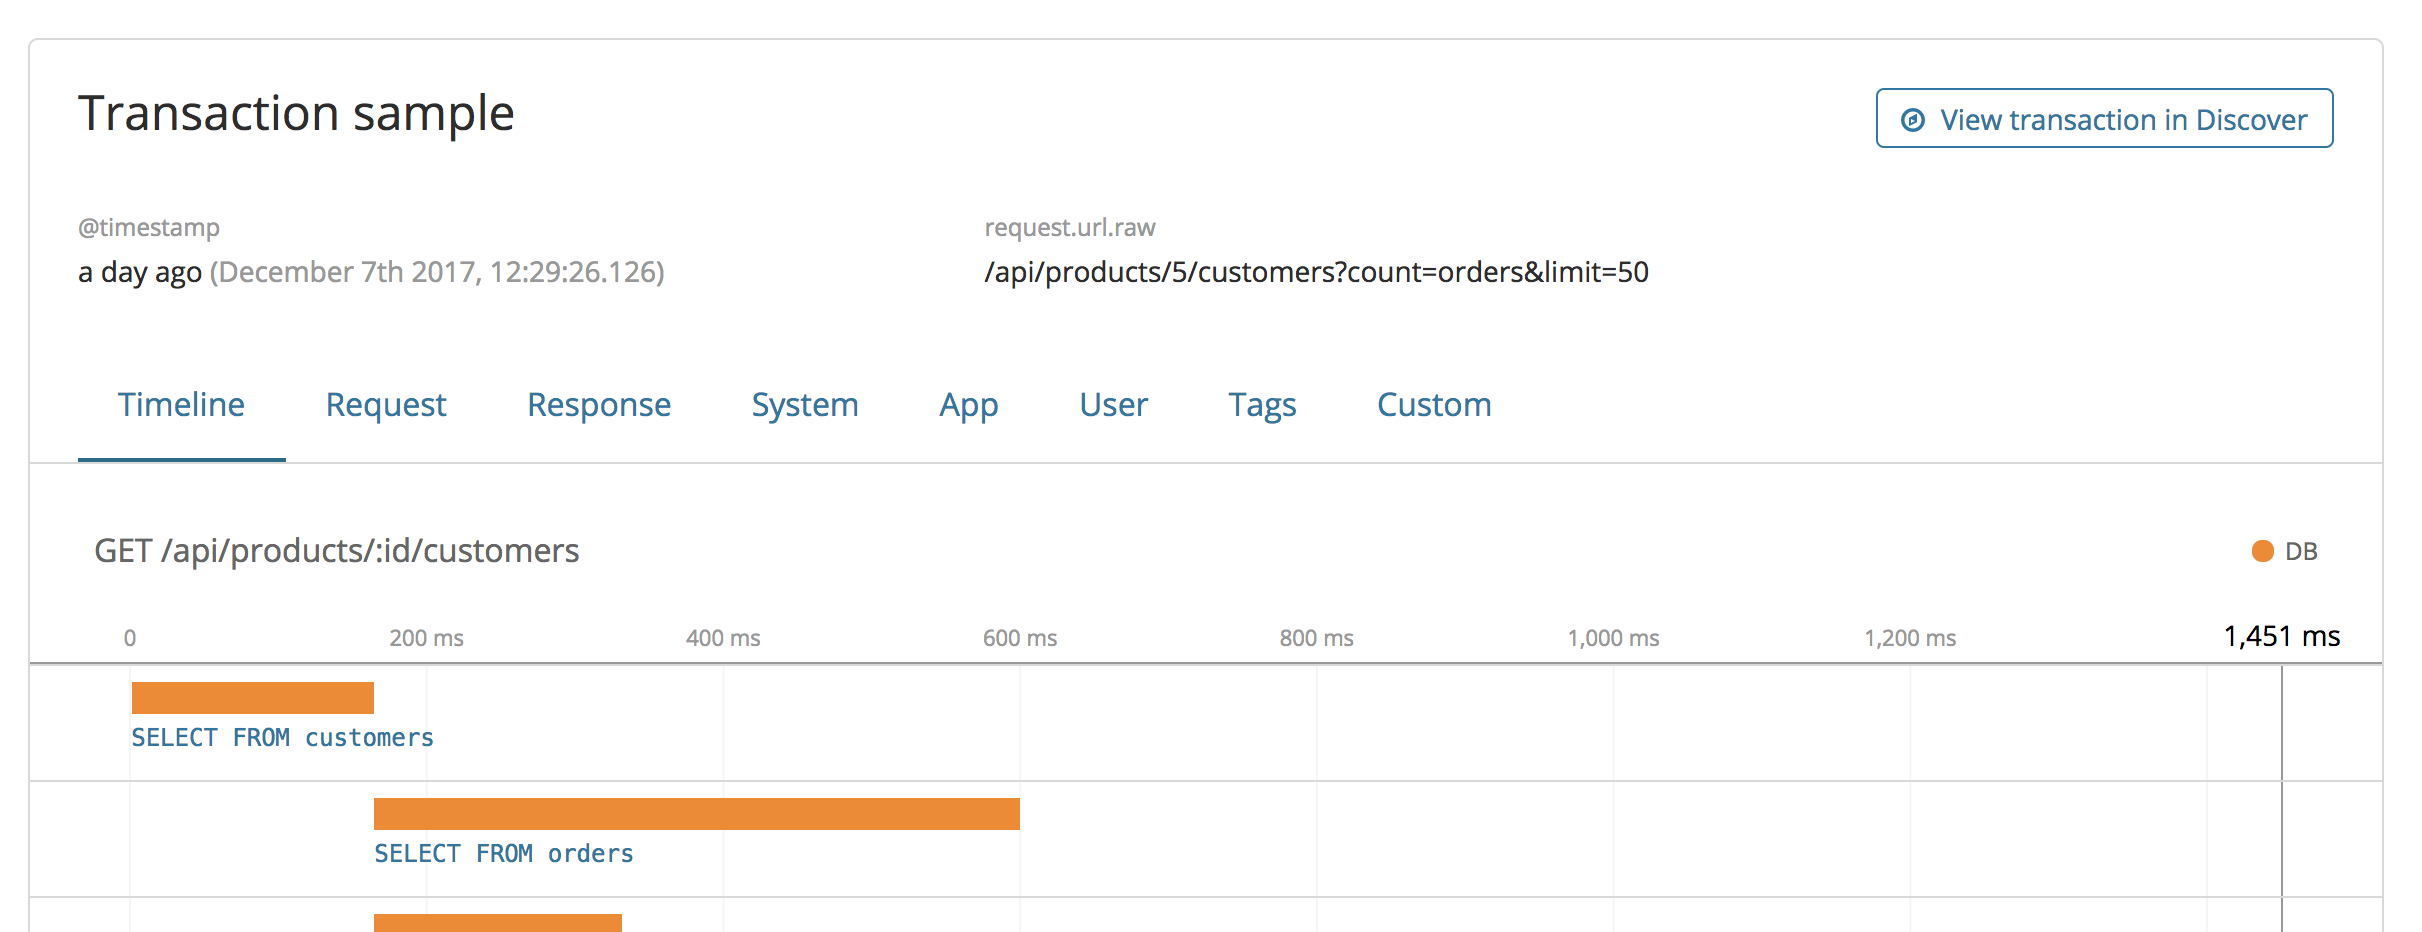 Transaction sample
View transaction in Discover
@timestamp
a day ago (December 7th 2017, 12:29:26.126)
request.url.raw
/api/products/5/customers?count=orders&limit=50
Timeline Request Response System App User Tags Custom
GET /api/products/:id/customers
DB
0 200 ms 400 ms 600 ms 800 ms 1,000 ms 1,200 ms 1,451 ms
SELECT FROM customers
SELECT FROM orders